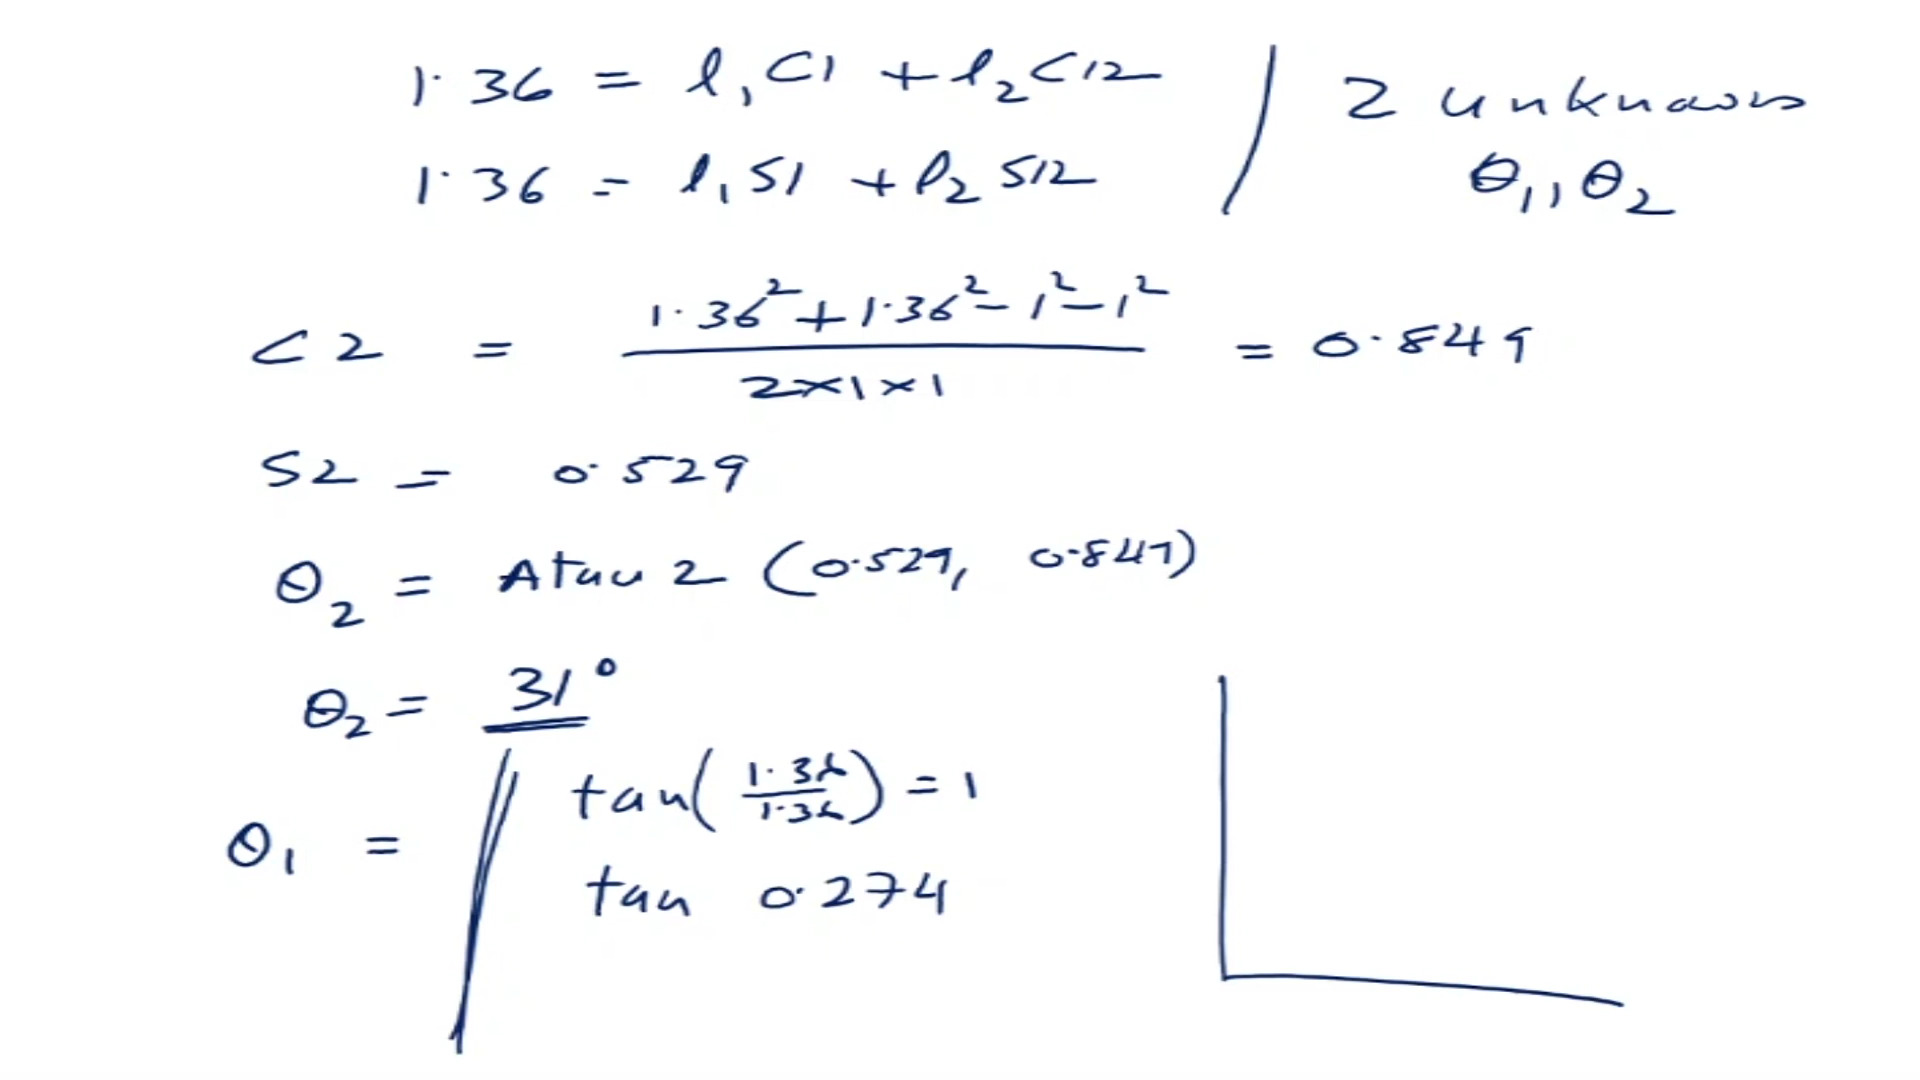 1.36 = l₁C1 + l₂C12 / 2 unknowns
1.36 = l₁S1 + l₂S12 θ₁, θ₂
C2 = (1.36² + 1.36² - 1² - 1²) / (2×1×1) = 0.849
S2 = 0.529
θ₂ = Atan2 (0.529, 0.849)
θ₂ = 31°
θ₁ = tan(1.36/1.36) = 1
tan 0.274